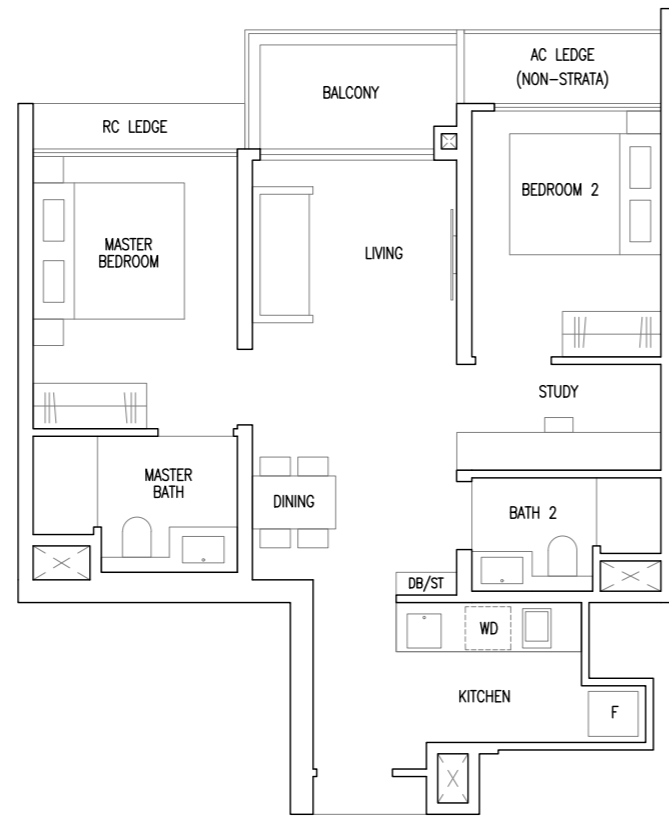 AC LEDGE
(NON-STRATA)
BALCONY
RC LEDGE
BEDROOM 2
MASTER
BEDROOM
LIVING
STUDY
MASTER
BATH
DINING
BATH 2
DB/ST
WD
KITCHEN
F